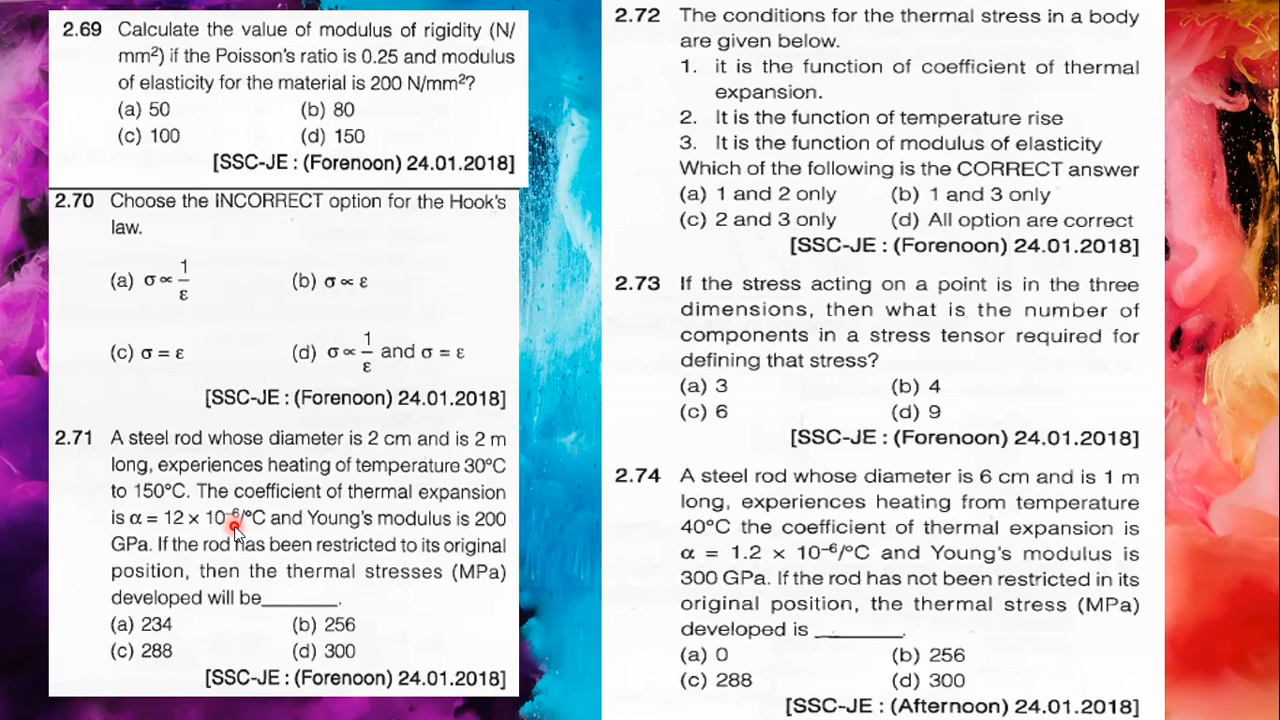 2.69 Calculate the value of modulus of rigidity (N/
mm²) if the Poisson's ratio is 0.25 and modulus
of elasticity for the material is 200 N/mm²?
(a) 50 (b) 80
(c) 100 (d) 150
[SSC-JE : (Forenoon) 24.01.2018]
2.70 Choose the INCORRECT option for the Hook's
law.
(a) σ ∝ 1/ε (b) σ ∝ ε
(c) σ = ε (d) σ ∝ 1/ε and σ = ε
[SSC-JE : (Forenoon) 24.01.2018]
2.71 A steel rod whose diameter is 2 cm and is 2 m
long, experiences heating of temperature 30°C
to 150°C. The coefficient of thermal expansion
is α = 12 × 10⁻⁶/°C and Young's modulus is 200
GPa. If the rod has been restricted to its original
position, then the thermal stresses (MPa)
developed will be________.
(a) 234 (b) 256
(c) 288 (d) 300
[SSC-JE : (Forenoon) 24.01.2018]
2.72 The conditions for the thermal stress in a body
are given below.
1. it is the function of coefficient of thermal
expansion.
2. It is the function of temperature rise
3. It is the function of modulus of elasticity
Which of the following is the CORRECT answer
(a) 1 and 2 only (b) 1 and 3 only
(c) 2 and 3 only (d) All option are correct
[SSC-JE : (Forenoon) 24.01.2018]
2.73 If the stress acting on a point is in the three
dimensions, then what is the number of
components in a stress tensor required for
defining that stress?
(a) 3 (b) 4
(c) 6 (d) 9
[SSC-JE : (Forenoon) 24.01.2018]
2.74 A steel rod whose diameter is 6 cm and is 1 m
long, experiences heating from temperature
40°C the coefficient of thermal expansion is
α = 1.2 × 10⁻⁶/°C and Young's modulus is
300 GPa. If the rod has not been restricted in its
original position, the thermal stress (MPa)
developed is ________.
(a) 0 (b) 256
(c) 288 (d) 300
[SSC-JE : (Afternoon) 24.01.2018]